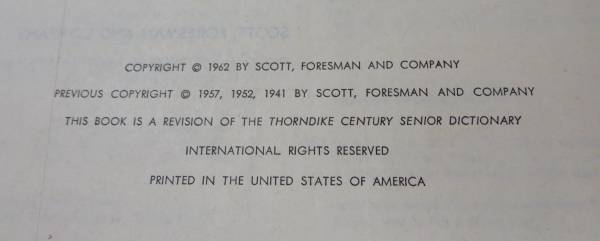 COPYRIGHT © 1962 BY SCOTT, FORESMAN AND COMPANY
PREVIOUS COPYRIGHT © 1957, 1952, 1941 BY SCOTT, FORESMAN AND COMPANY
THIS BOOK IS A REVISION OF THE THORNDIKE CENTURY SENIOR DICTIONARY
INTERNATIONAL RIGHTS RESERVED
PRINTED IN THE UNITED STATES OF AMERICA